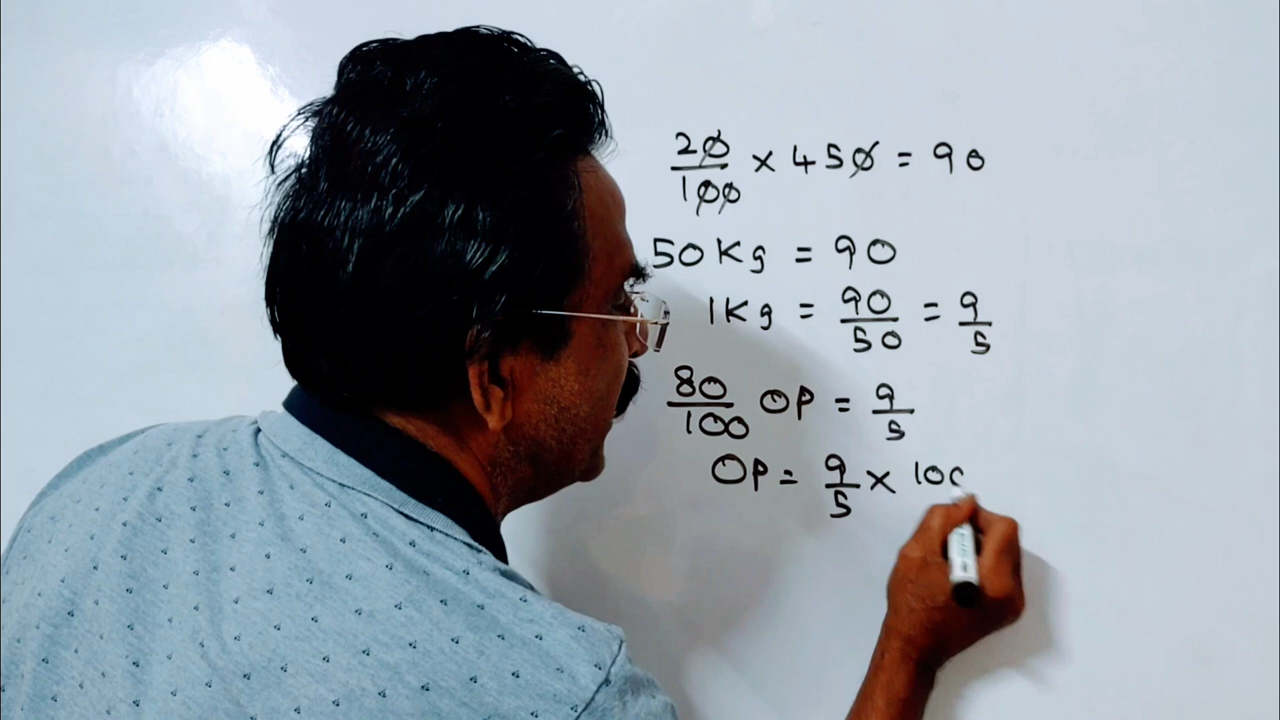 20/100 × 450 = 90
50 Kg = 90
1 Kg = 90/50 = 9/5
80/100 OP = 9/5
OP = 9/5 × 100